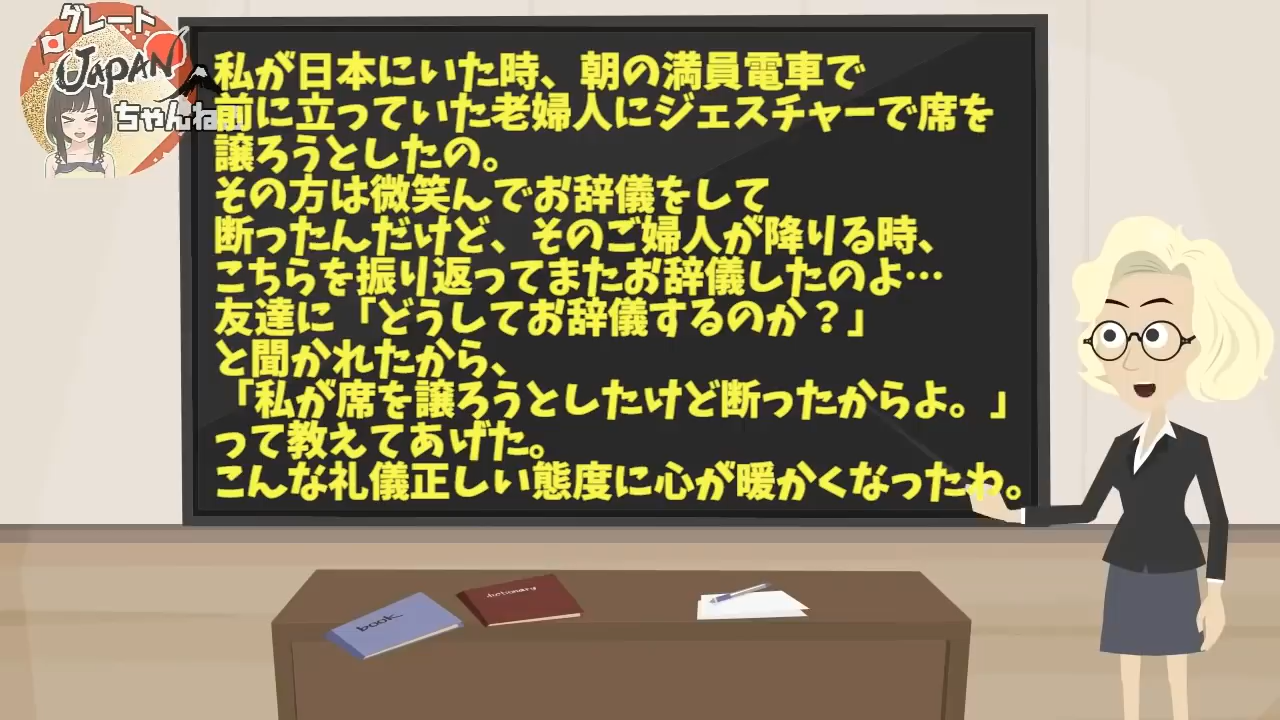 グレート
JAPAN
ちゃんねる
私が日本にいた時、朝の満員電車で
前に立っていた老婦人にジェスチャーで席を
譲ろうとしたの。
その方は微笑んでお辞儀をして
断ったんだけど、そのご婦人が降りる時、
こちらを振り返ってまたお辞儀したのよ…
友達に「どうしてお辞儀するのか？」
と聞かれたから、
「私が席を譲ろうとしたけど断ったからよ。」
って教えてあげた。
こんな礼儀正しい態度に心が暖かくなったわ。
book
dictionary